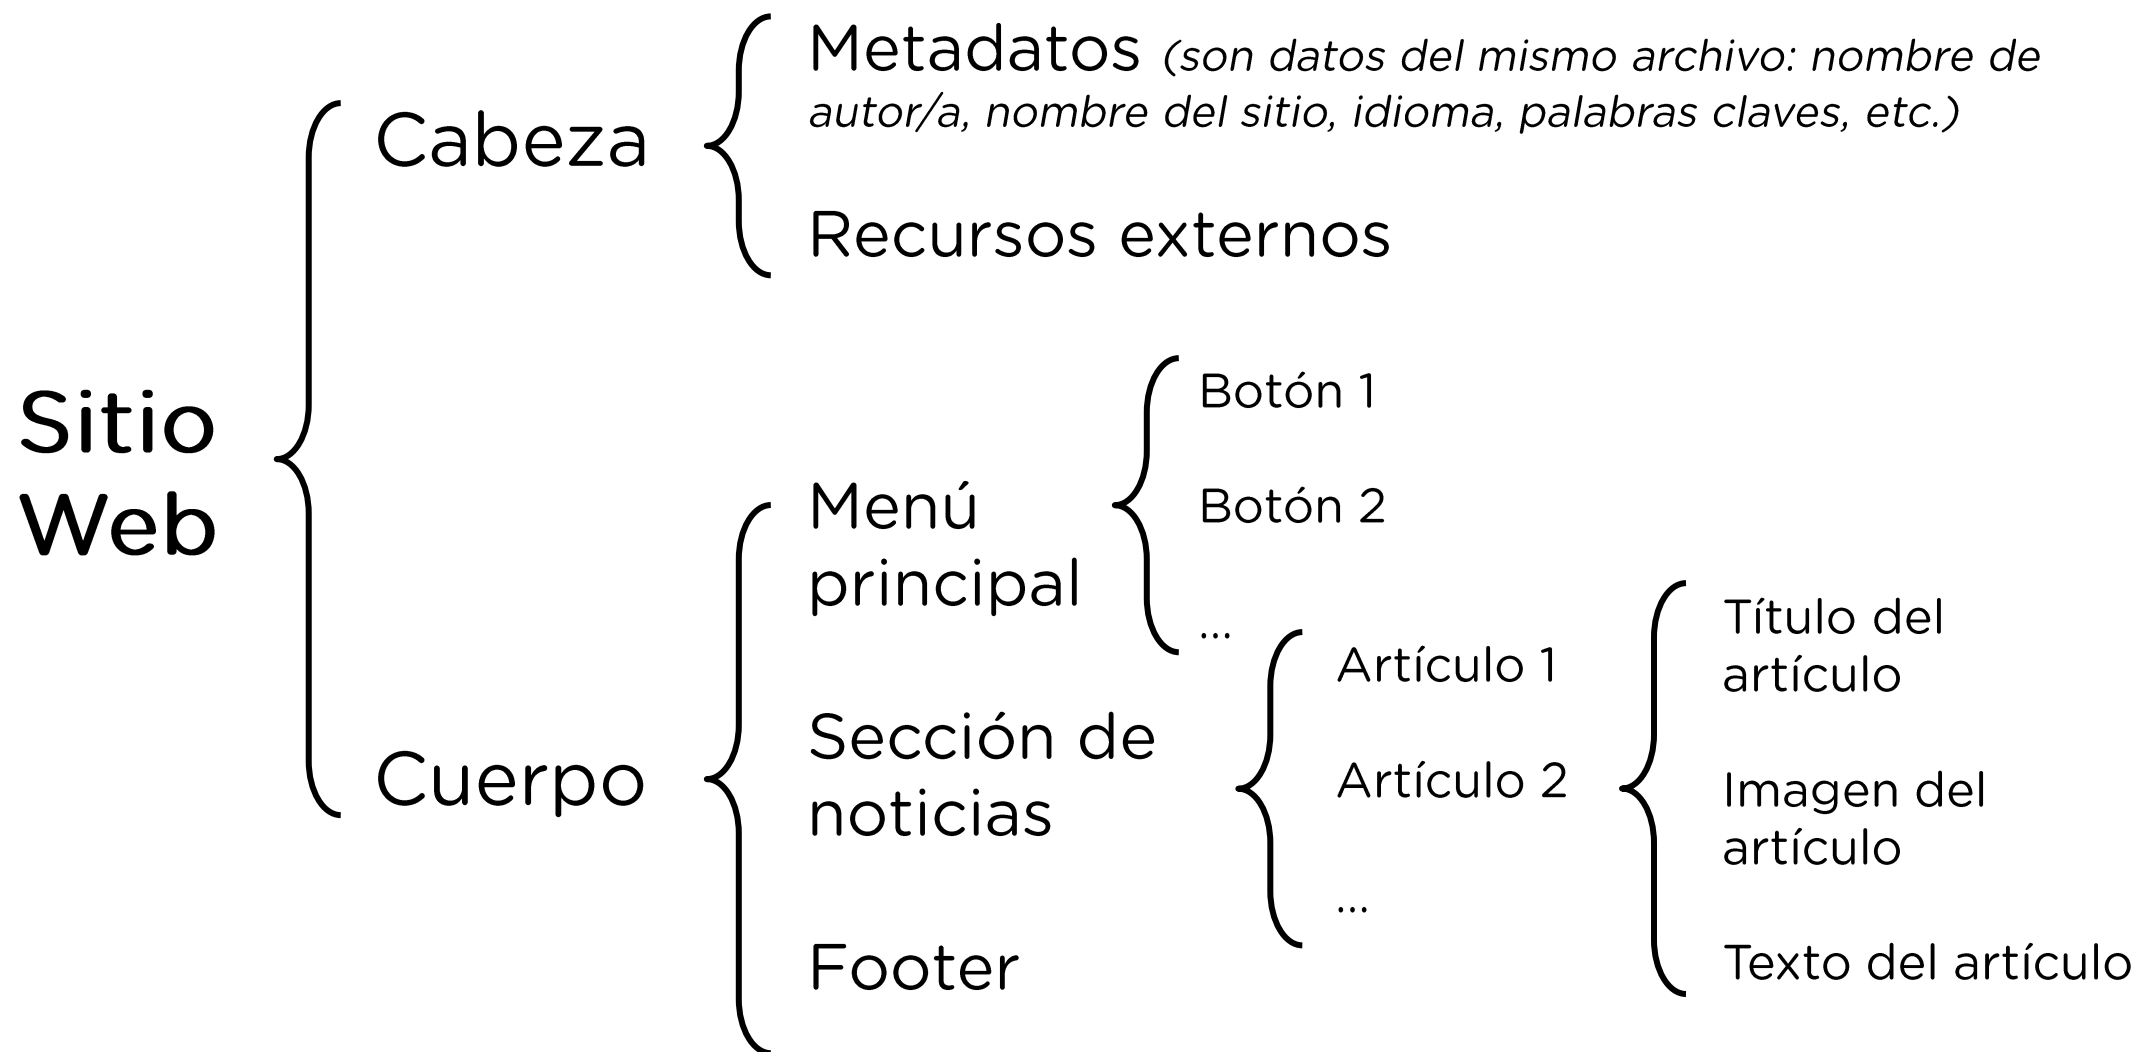 Sitio
Web
Cabeza
Metadatos (son datos del mismo archivo: nombre de
autor/a, nombre del sitio, idioma, palabras claves, etc.)
Recursos externos
Cuerpo
Menú
principal
Botón 1
Botón 2
...
Sección de
noticias
Artículo 1
Artículo 2
...
Título del
artículo
Imagen del
artículo
Texto del artículo
Footer